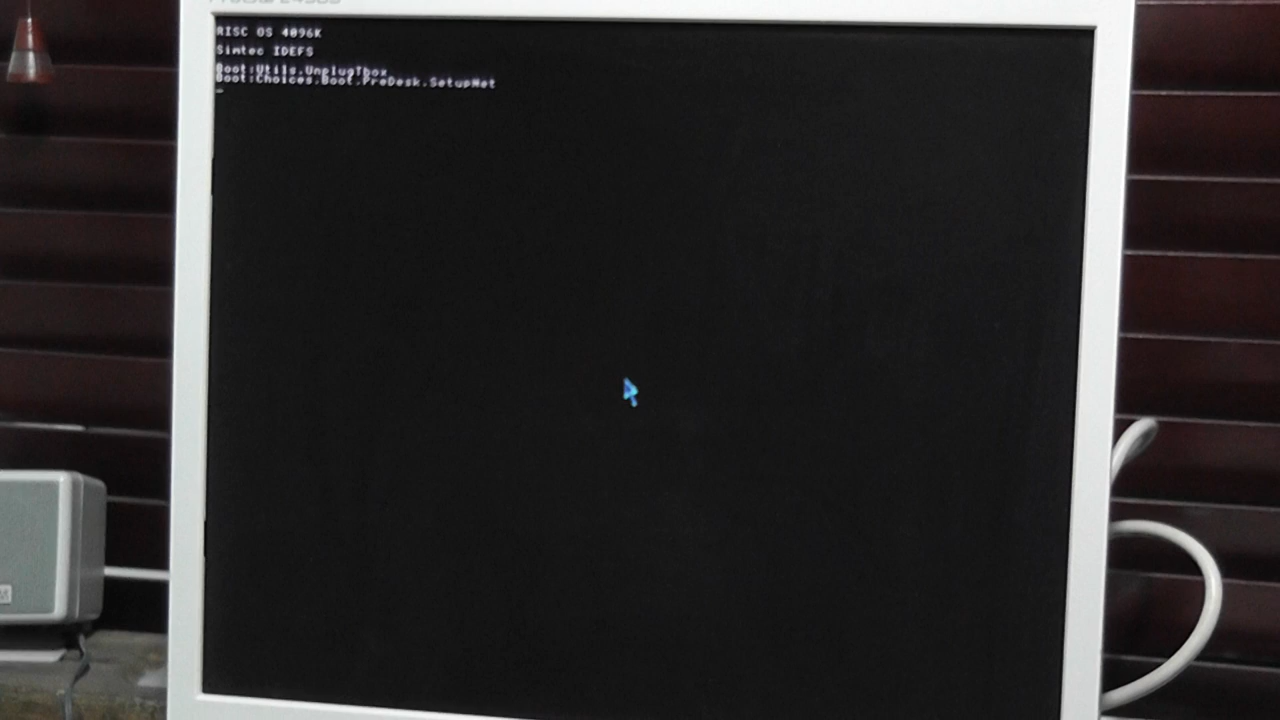 RISC OS 4096K
Simtec IDEFS
Boot:Utils.UnplugTbox
Boot:Choices.Boot.PreDesk.SetupNet